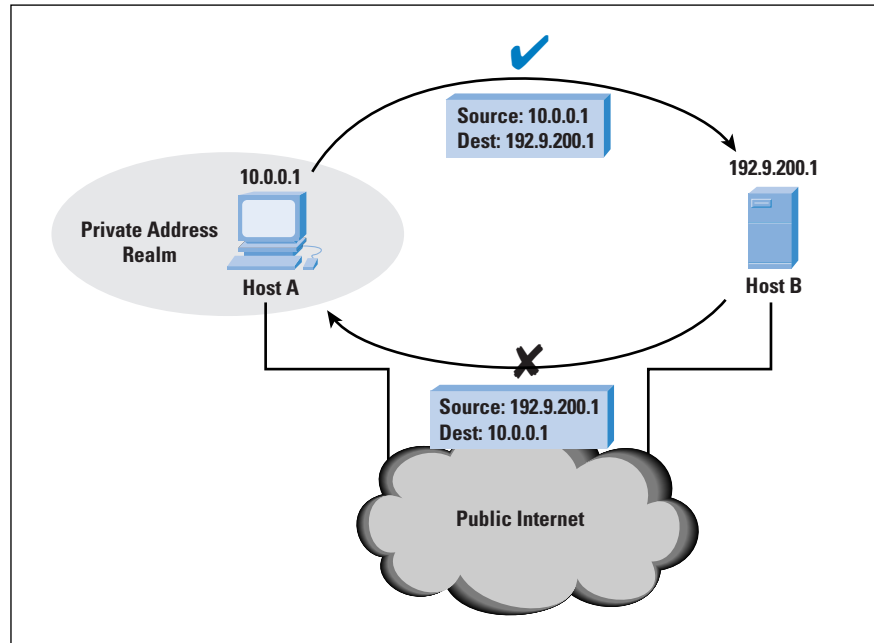 Source: 10.0.0.1
Dest: 192.9.200.1
10.0.0.1
192.9.200.1
Private Address
Realm
Host A
Host B
Source: 192.9.200.1
Dest: 10.0.0.1
Public Internet